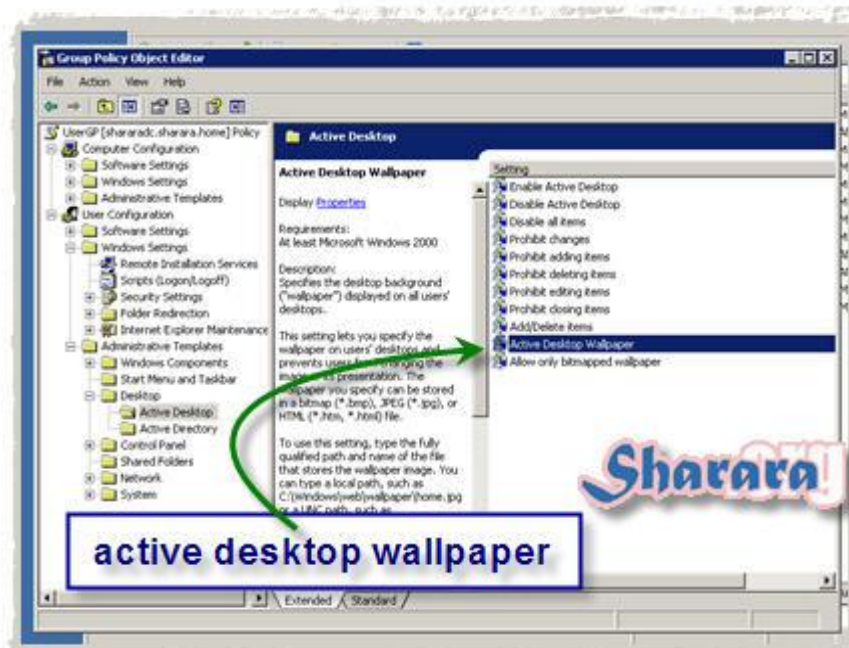 Group Policy Object Editor
File Action View Help
UserGP [shararadc.sharara.home] Policy
Computer Configuration
Software Settings
Windows Settings
Administrative Templates
User Configuration
Software Settings
Windows Settings
Remote Installation Services
Scripts (Logon/Logoff)
Security Settings
Folder Redirection
Internet Explorer Maintenance
Administrative Templates
Windows Components
Start Menu and Taskbar
Desktop
Active Desktop
Active Directory
Control Panel
Shared Folders
Network
System
Active Desktop
Active Desktop Wallpaper
Display Properties
Requirements:
At least Microsoft Windows 2000
Description:
Specifies the desktop background
("wallpaper") displayed on all users'
desktops.
This setting lets you specify the
wallpaper on users' desktops and
prevents users from changing the
image or its presentation. The
wallpaper you specify can be stored
in a bitmap (*.bmp), JPEG (*.jpg), or
HTML (*.htm, *.html) file.
To use this setting, type the fully
qualified path and name of the file
that stores the wallpaper image. You
can type a local path, such as
C:\Windows\web\wallpaper\home.jpg
or a UNC path, such as
Setting
Enable Active Desktop
Disable Active Desktop
Disable all items
Prohibit changes
Prohibit adding items
Prohibit deleting items
Prohibit editing items
Prohibit closing items
Add/Delete items
Active Desktop Wallpaper
Allow only bitmapped wallpaper
Sharara.org
active desktop wallpaper
Extended Standard